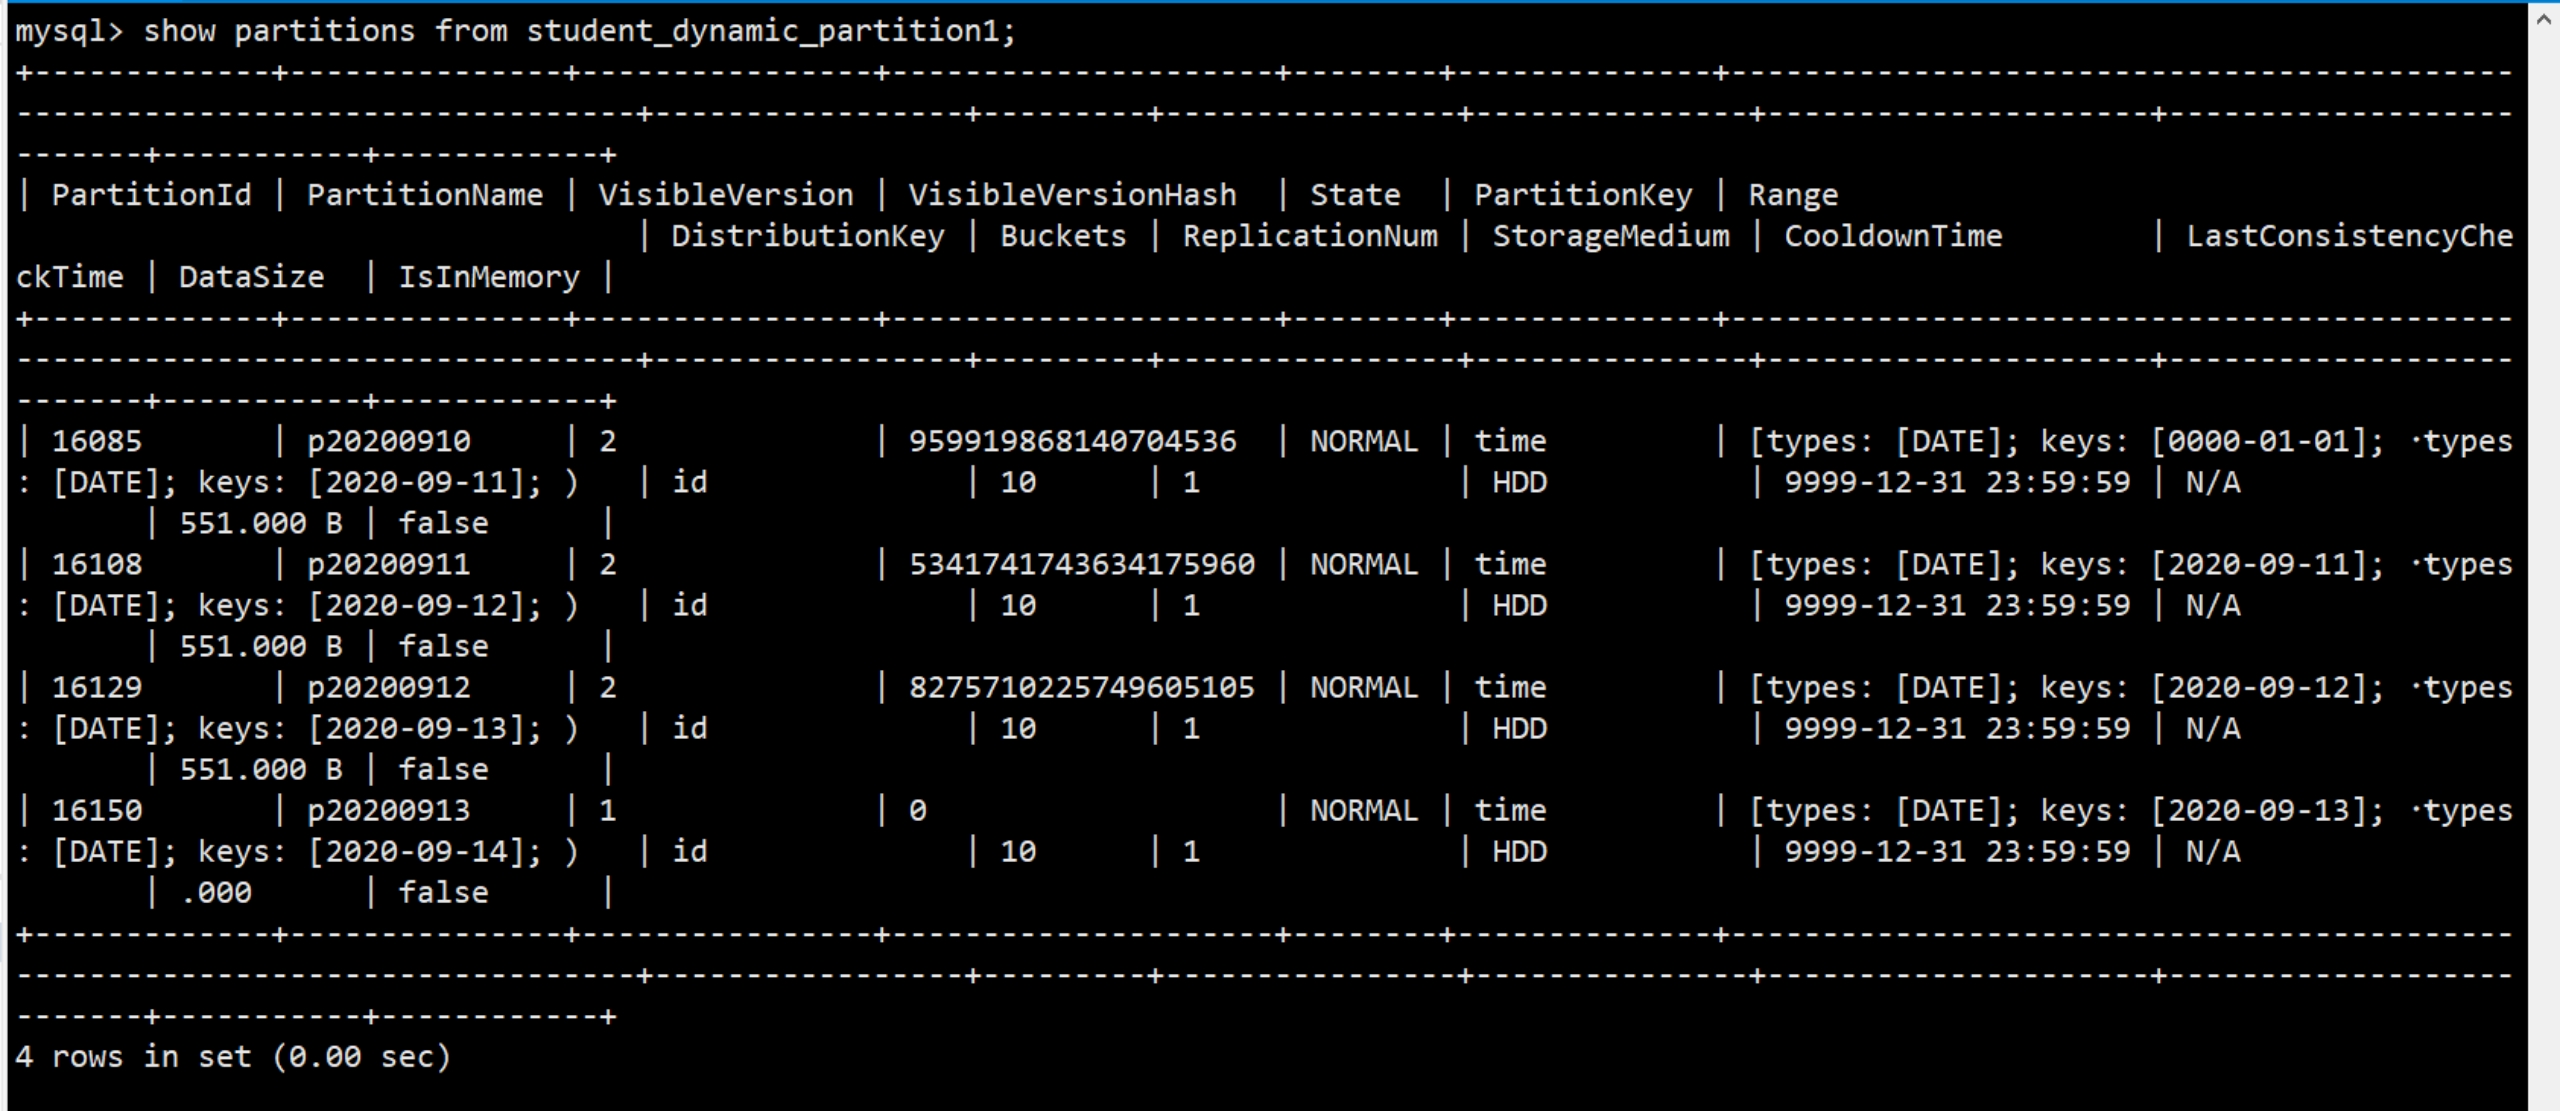 mysql> show partitions from student_dynamic_partition1;
+-------------+---------------+----------------+---------------------+--------+--------------+-------------------------------------------
----------------------------------+-----------------+---------+----------------+---------------+---------------------+-------------------
-------+-----------+------------+
| PartitionId | PartitionName | VisibleVersion | VisibleVersionHash  | State  | PartitionKey | Range
                                  | DistributionKey | Buckets | ReplicationNum | StorageMedium | CooldownTime        | LastConsistencyChe
ckTime | DataSize  | IsInMemory |
+-------------+---------------+----------------+---------------------+--------+--------------+-------------------------------------------
----------------------------------+-----------------+---------+----------------+---------------+---------------------+-------------------
-------+-----------+------------+
| 16085       | p20200910     | 2              | 959919868140704536  | NORMAL | time         | [types: [DATE]; keys: [0000-01-01]; ·types
: [DATE]; keys: [2020-09-11]; )   | id              | 10      | 1              | HDD           | 9999-12-31 23:59:59 | N/A
       | 551.000 B | false      |
| 16108       | p20200911     | 2              | 5341741743634175960 | NORMAL | time         | [types: [DATE]; keys: [2020-09-11]; ·types
: [DATE]; keys: [2020-09-12]; )   | id              | 10      | 1              | HDD           | 9999-12-31 23:59:59 | N/A
       | 551.000 B | false      |
| 16129       | p20200912     | 2              | 8275710225749605105 | NORMAL | time         | [types: [DATE]; keys: [2020-09-12]; ·types
: [DATE]; keys: [2020-09-13]; )   | id              | 10      | 1              | HDD           | 9999-12-31 23:59:59 | N/A
       | 551.000 B | false      |
| 16150       | p20200913     | 1              | 0                   | NORMAL | time         | [types: [DATE]; keys: [2020-09-13]; ·types
: [DATE]; keys: [2020-09-14]; )   | id              | 10      | 1              | HDD           | 9999-12-31 23:59:59 | N/A
       | .000      | false      |
+-------------+---------------+----------------+---------------------+--------+--------------+-------------------------------------------
----------------------------------+-----------------+---------+----------------+---------------+---------------------+-------------------
-------+-----------+------------+
4 rows in set (0.00 sec)